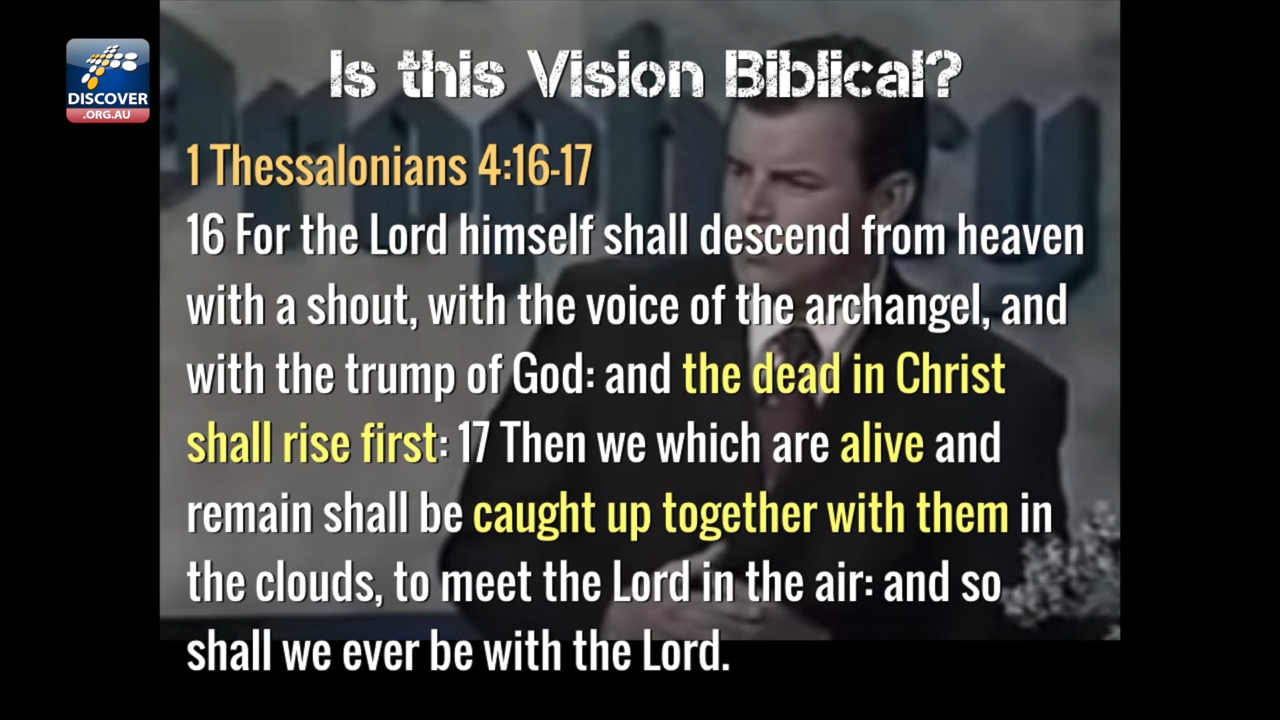 Is this Vision Biblical?
DISCOVER
.ORG.AU
1 Thessalonians 4:16-17
16 For the Lord himself shall descend from heaven
with a shout, with the voice of the archangel, and
with the trump of God: and the dead in Christ
shall rise first: 17 Then we which are alive and
remain shall be caught up together with them in
the clouds, to meet the Lord in the air: and so
shall we ever be with the Lord.